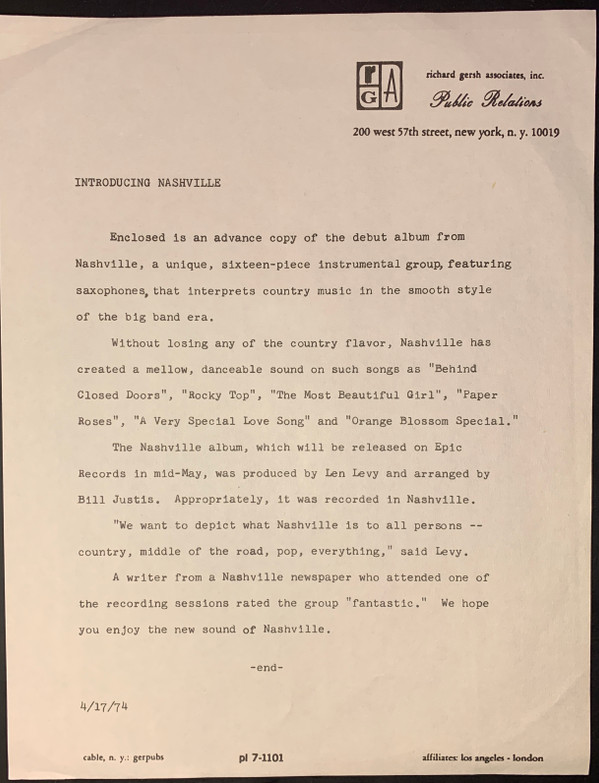 r
G A
richard gersh associates, inc.
Public Relations
200 west 57th street, new york, n. y. 10019
INTRODUCING NASHVILLE
Enclosed is an advance copy of the debut album from
Nashville, a unique, sixteen-piece instrumental group, featuring
saxophones, that interprets country music in the smooth style
of the big band era.
Without losing any of the country flavor, Nashville has
created a mellow, danceable sound on such songs as "Behind
Closed Doors", "Rocky Top", "The Most Beautiful Girl", "Paper
Roses", "A Very Special Love Song" and "Orange Blossom Special."
The Nashville album, which will be released on Epic
Records in mid-May, was produced by Len Levy and arranged by
Bill Justis. Appropriately, it was recorded in Nashville.
"We want to depict what Nashville is to all persons --
country, middle of the road, pop, everything," said Levy.
A writer from a Nashville newspaper who attended one of
the recording sessions rated the group "fantastic." We hope
you enjoy the new sound of Nashville.
-end-
4/17/74
cable, n. y.: gerpubs pl 7-1101 affiliates: los angeles - london